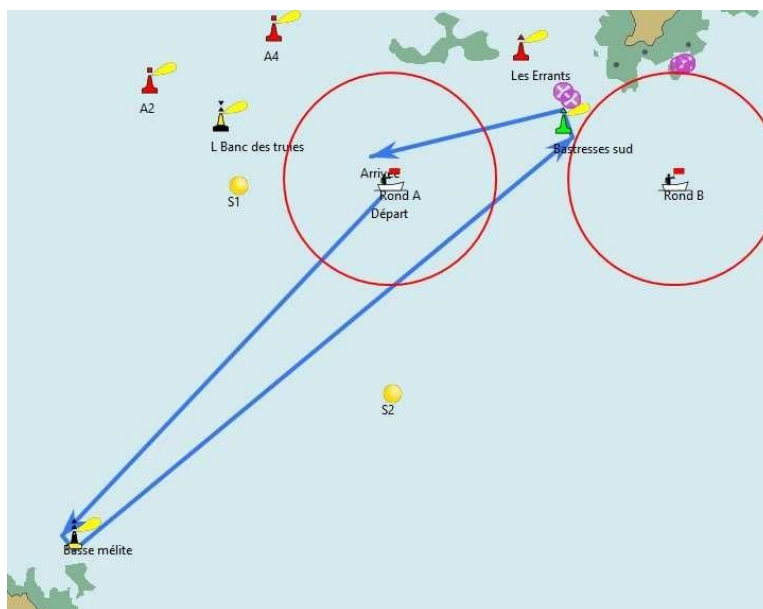 A4
Les Errants
A2
L Banc des truies
Bastresses sud
Arrivée
S1
Rond A
Rond B
Départ
S2
Basse mélite